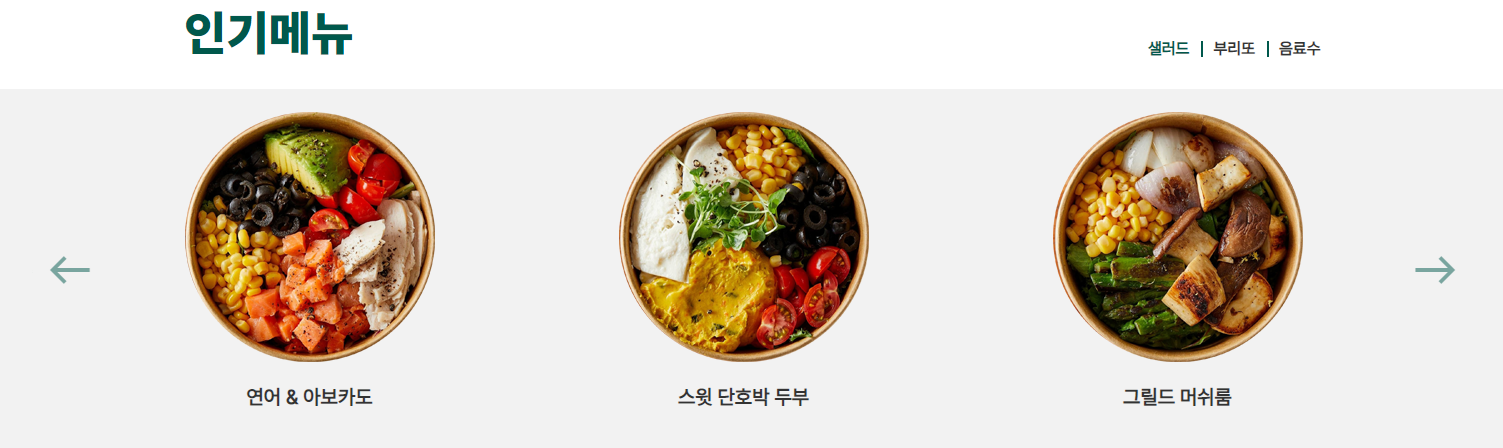 인기메뉴
샐러드 | 부리또 | 음료수
연어 & 아보카도
스윗 단호박 두부
그릴드 머쉬룸